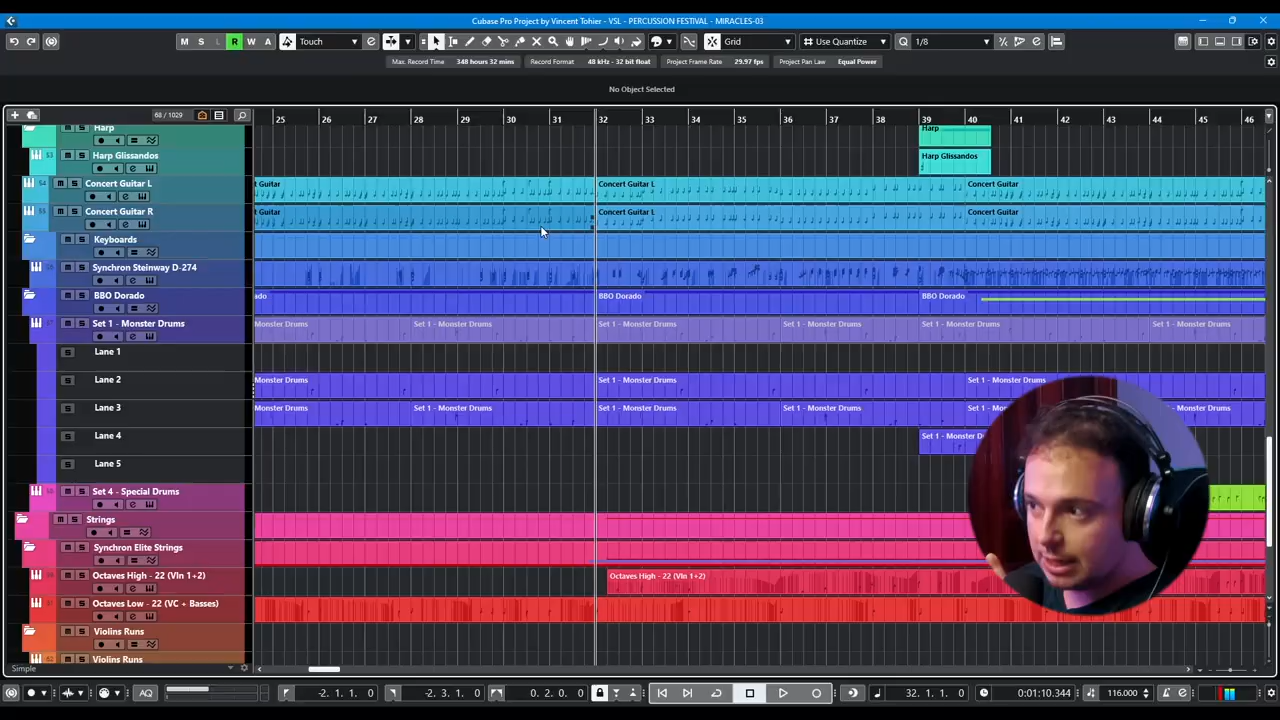 Cubase Pro Project by Vincent Tohier - VSL - PERCUSSION FESTIVAL - MIRACLES-03
M S L R W A Touch Grid Use Quantize Q 1/8
Max. Record Time 348 hours 32 mins Record Format 48 kHz - 32 bit float Project Frame Rate 29.97 fps Project Pan Law Equal Power
No Object Selected
68 / 1029 25 26 27 28 29 30 31 32 33 34 35 36 37 38 39 40 41 42 43 44 45 46
Harp Harp
53 M S Harp Glissandos Harp Glissandos
54 M S Concert Guitar L t Guitar Concert Guitar L Concert Guitar
55 M S Concert Guitar R t Guitar Concert Guitar L Concert Guitar
M S Keyboards
M S Synchron Steinway D-274
M S BBO Dorado ado BBO Dorado BBO Dorado
M S Set 1 - Monster Drums Monster Drums Set 1 - Monster Drums Set 1 - Monster Drums Set 1 - Monster Drums Set 1 - Monster Drums Set 1 - Monster Drums
S Lane 1
S Lane 2 Monster Drums Set 1 - Monster Drums Set 1 - Monster Drums
S Lane 3 Monster Drums Set 1 - Monster Drums Set 1 - Monster Drums Set 1 - Monster Drums Set 1 - Mo - Monster Drums
S Lane 4 Set 1 - Monster D
S Lane 5
M S Set 4 - Special Drums
M S Strings
M S Synchron Elite Strings
M S Octaves High - 22 (Vln 1+2) Octaves High - 22 (Vln 1+2)
M S Octaves Low - 22 (VC + Basses)
M S Violins Runs
M S Violins Runs
Simple
AQ -2. 1. 1. 0 -2. 3. 1. 0 0. 2. 0. 0 32. 1. 1. 0 0:01:10.344 116.000